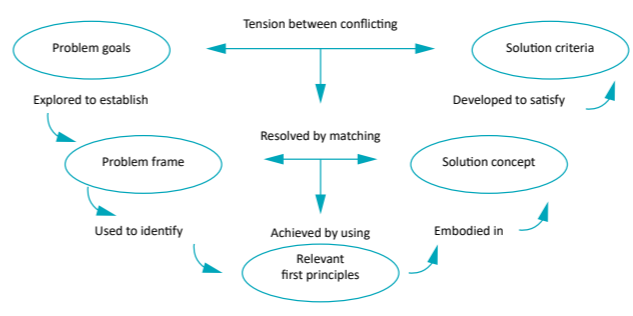 Tension between conflicting
Problem goals
Solution criteria
Explored to establish
Developed to satisfy
Resolved by matching
Problem frame
Solution concept
Used to identify
Achieved by using
Embodied in
Relevant
first principles